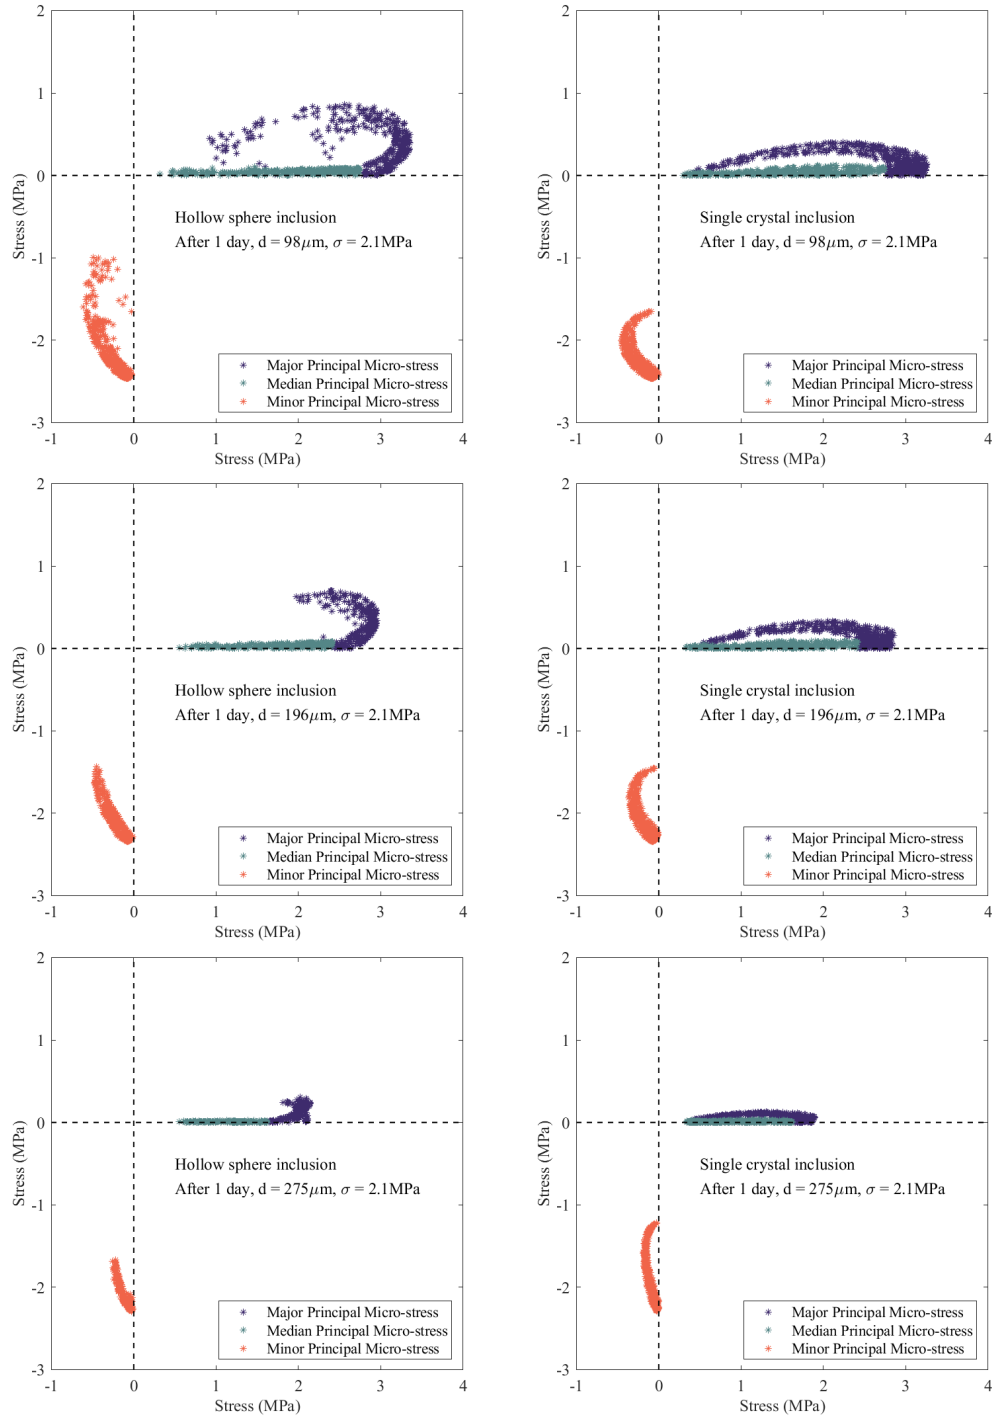 2
1
0
-1
-2
-3
Stress (MPa)
Hollow sphere inclusion
After 1 day, d = 98μm, σ = 2.1MPa
Major Principal Micro-stress
Median Principal Micro-stress
Minor Principal Micro-stress
-1 0 1 2 3 4
Stress (MPa)
2
1
0
-1
-2
-3
Stress (MPa)
Single crystal inclusion
After 1 day, d = 98μm, σ = 2.1MPa
Major Principal Micro-stress
Median Principal Micro-stress
Minor Principal Micro-stress
-1 0 1 2 3 4
Stress (MPa)
2
1
0
-1
-2
-3
Stress (MPa)
Hollow sphere inclusion
After 1 day, d = 196μm, σ = 2.1MPa
Major Principal Micro-stress
Median Principal Micro-stress
Minor Principal Micro-stress
-1 0 1 2 3 4
Stress (MPa)
2
1
0
-1
-2
-3
Stress (MPa)
Single crystal inclusion
After 1 day, d = 196μm, σ = 2.1MPa
Major Principal Micro-stress
Median Principal Micro-stress
Minor Principal Micro-stress
-1 0 1 2 3 4
Stress (MPa)
2
1
0
-1
-2
-3
Stress (MPa)
Hollow sphere inclusion
After 1 day, d = 275μm, σ = 2.1MPa
Major Principal Micro-stress
Median Principal Micro-stress
Minor Principal Micro-stress
-1 0 1 2 3 4
Stress (MPa)
2
1
0
-1
-2
-3
Stress (MPa)
Single crystal inclusion
After 1 day, d = 275μm, σ = 2.1MPa
Major Principal Micro-stress
Median Principal Micro-stress
Minor Principal Micro-stress
-1 0 1 2 3 4
Stress (MPa)